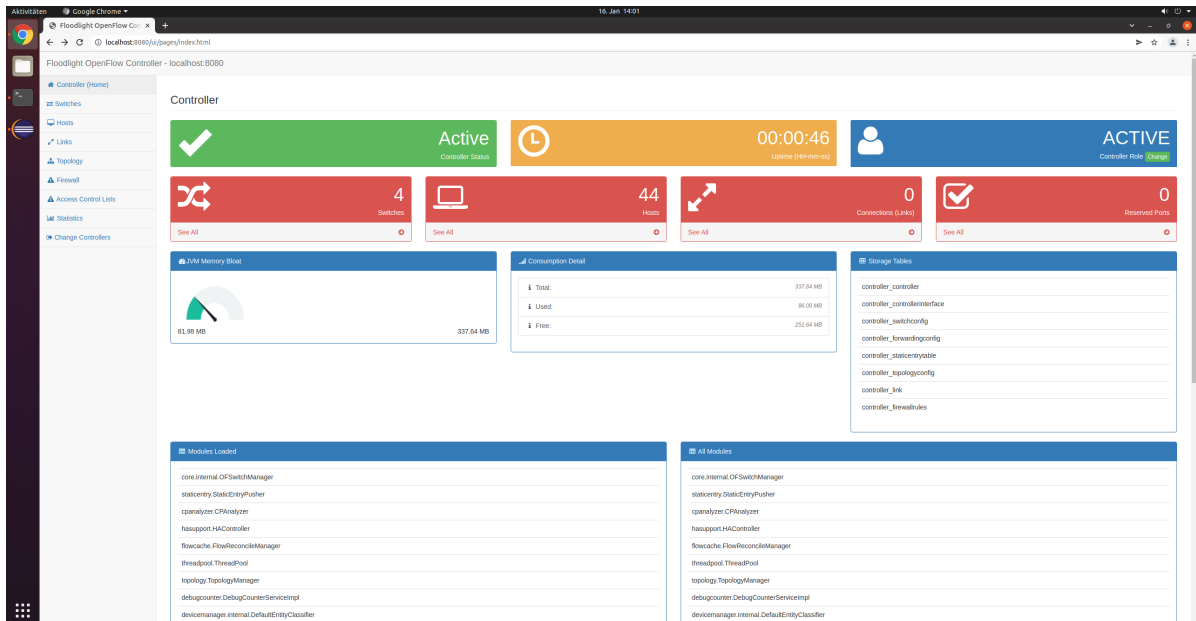 Aktivitäten Google Chrome 16. Jan 14:01
Floodlight OpenFlow Con
localhost:8080/ui/pages/index.html
Floodlight OpenFlow Controller - localhost:8080
Controller (Home)
Switches
Hosts
Links
Topology
Firewall
Access Control Lists
Statistics
Change Controllers
Controller
Active
Controller Status
00:00:46
Uptime (HH-mm-ss)
ACTIVE
Controller Role Change
4
Switches
See All
44
Hosts
See All
0
Connections (Links)
See All
0
Reserved Ports
See All
JVM Memory Bloat
81.98 MB 337.64 MB
Consumption Detail
Total: 337.64 MB
Used: 86.00 MB
Free: 251.64 MB
Storage Tables
controller_controller
controller_controllerinterface
controller_switchconfig
controller_forwardingconfig
controller_staticentrytable
controller_topologyconfig
controller_link
controller_firewallrules
Modules Loaded
core.internal.OFSwitchManager
staticentry.StaticEntryPusher
cpanalyzer.CPAnalyzer
hasupport.HAController
flowcache.FlowReconcileManager
threadpool.ThreadPool
topology.TopologyManager
debugcounter.DebugCounterServiceImpl
devicemanager.internal.DefaultEntityClassifier
All Modules
core.internal.OFSwitchManager
staticentry.StaticEntryPusher
cpanalyzer.CPAnalyzer
hasupport.HAController
flowcache.FlowReconcileManager
threadpool.ThreadPool
topology.TopologyManager
debugcounter.DebugCounterServiceImpl
devicemanager.internal.DefaultEntityClassifier